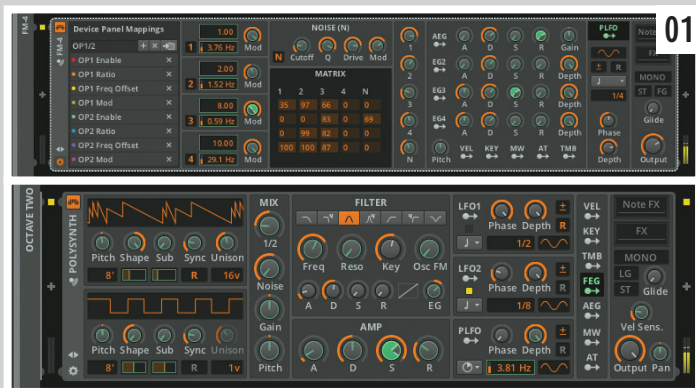 01
FM-4
FM-4
Device Panel Mappings
OP1/2
OP1 Enable
OP1 Ratio
OP1 Freq Offset
OP1 Mod
OP2 Enable
OP2 Ratio
OP2 Freq Offset
OP2 Mod
1.00
1 3.76 Hz Mod
2.00
2 1.52 Hz Mod
8.00
3 0.59 Hz Mod
10.00
4 29.1 Hz Mod
NOISE (N)
N Cutoff Q Drive Mod
MATRIX
1 2 3 4 N
35 97 66 0 0
0 0 83 0 69
0 99 82 0 0
100 100 87 0 0
1
2
3
4
N
AEG A D S R Gain
EG2 A D S R Depth
EG3 A D S R Depth
EG4 A D S R Depth
Pitch VEL KEY MW AT TMB
PLFO
± R
1/4
Phase
Depth
Note
FX
MONO
ST FG
Glide
Output
OCTAVE TWO
POLYSYNTH
Pitch Shape Sub Sync Unison
8' R 16v
Pitch Shape Sub Sync Unison
8' R 1v
MIX
1/2
Noise
Gain
Pitch
FILTER
Freq Reso Key Osc FM
A D S R EG
AMP
A D S R
LFO1 Phase Depth ± R
1/2
LFO2 Phase Depth ± R
1/8
PLFO Phase Depth ± R
3.81 Hz
VEL
KEY
TMB
FEG
AEG
MW
AT
Note FX
FX
MONO
LG
ST Glide
Vel Sens.
Output Pan